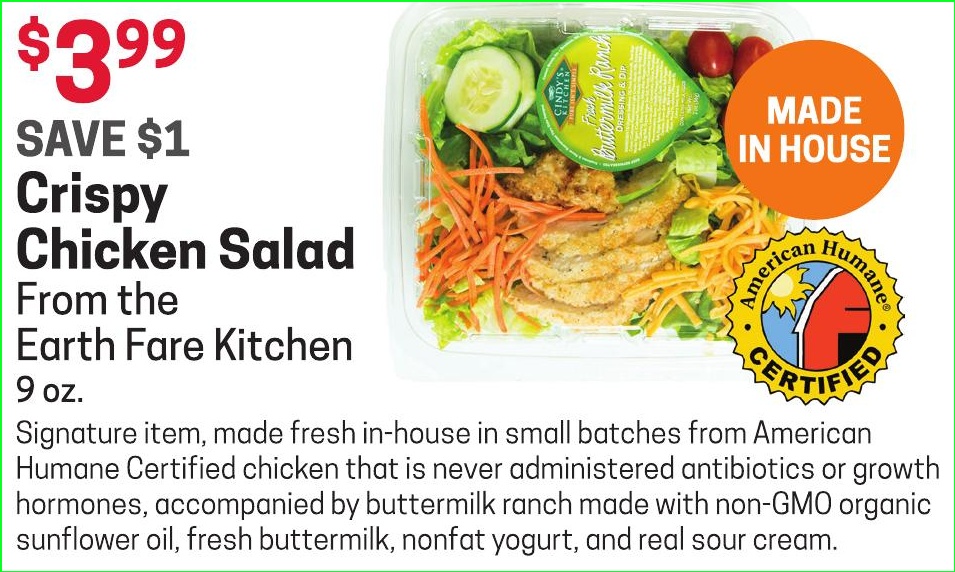 $3.99
SAVE $1
Crispy
Chicken Salad
From the
Earth Fare Kitchen
9 oz.
CINDY'S
KITCHEN
Fresh
Buttermilk Ranch
DRESSING & DIP
MADE
IN HOUSE
American Humane®
CERTIFIED
Signature item, made fresh in-house in small batches from American
Humane Certified chicken that is never administered antibiotics or growth
hormones, accompanied by buttermilk ranch made with non-GMO organic
sunflower oil, fresh buttermilk, nonfat yogurt, and real sour cream.